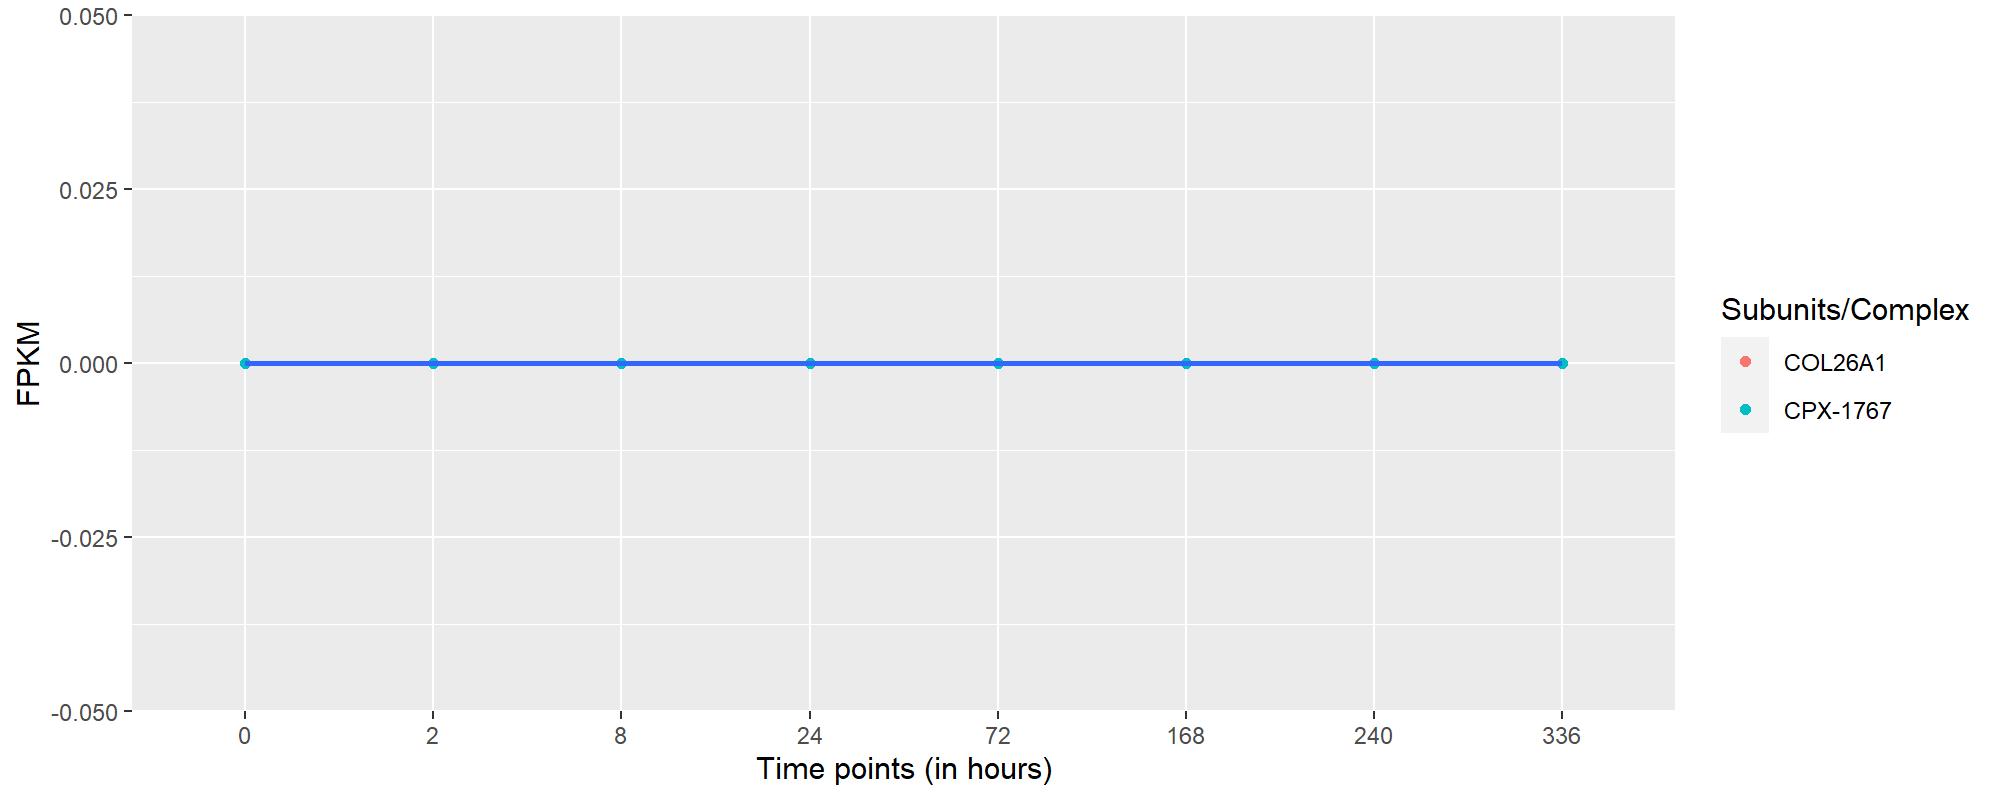 0.050
0.025
0.000
-0.025
-0.050
FPKM
0 2 8 24 72 168 240 336
Time points (in hours)
Subunits/Complex
COL26A1
CPX-1767